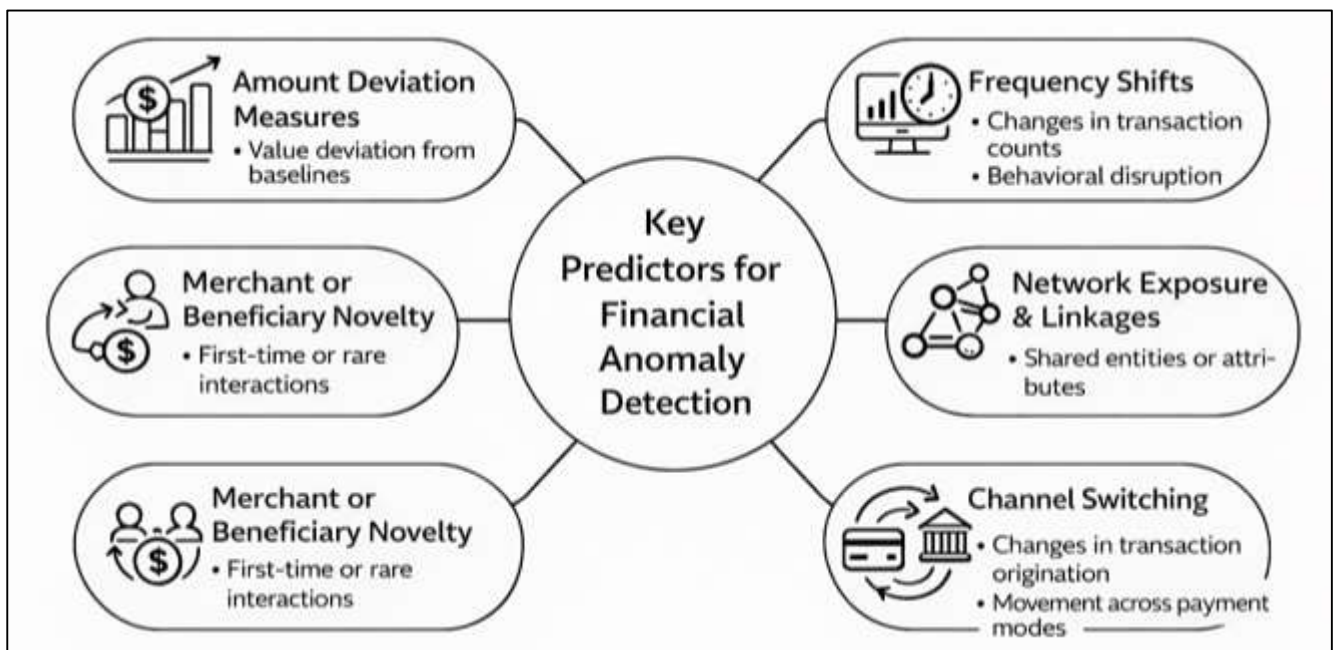 Amount Deviation
Measures
• Value deviation from
baselines
Merchant or
Beneficiary Novelty
• First-time or rare
interactions
Merchant or
Beneficiary Novelty
• First-time or rare
interactions
Key
Predictors for
Financial
Anomaly
Detection
Frequency Shifts
• Changes in transaction
counts
• Behavioral disruption
Network Exposure
& Linkages
• Shared entities or attri-
butes
Channel Switching
• Changes in transaction
origination
• Movement across payment
modes
$
$
$